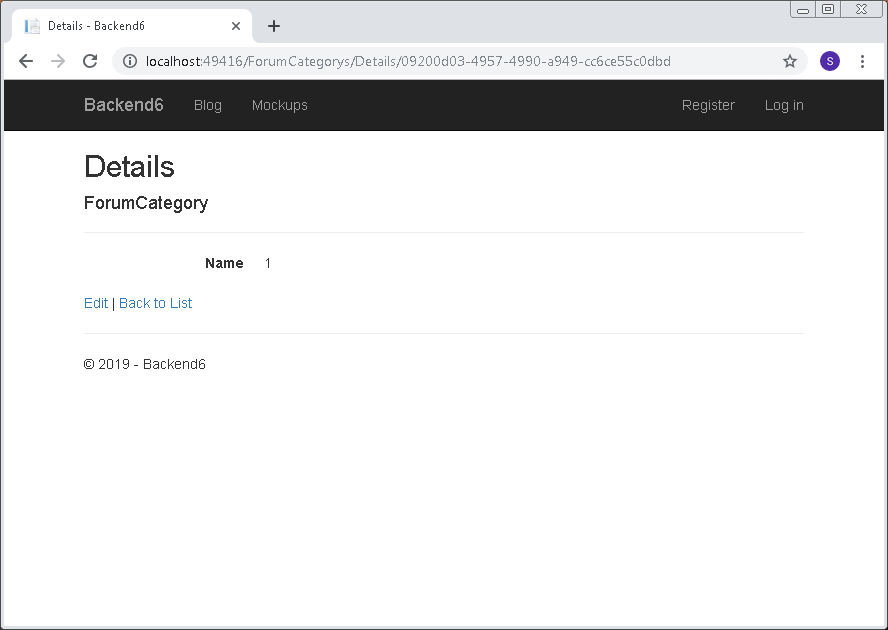 Details - Backend6
localhost:49416/ForumCategorys/Details/09200d03-4957-4990-a949-cc6ce55c0dbd
S
Backend6 Blog Mockups Register Log in
Details
ForumCategory
Name 1
Edit | Back to List
© 2019 - Backend6